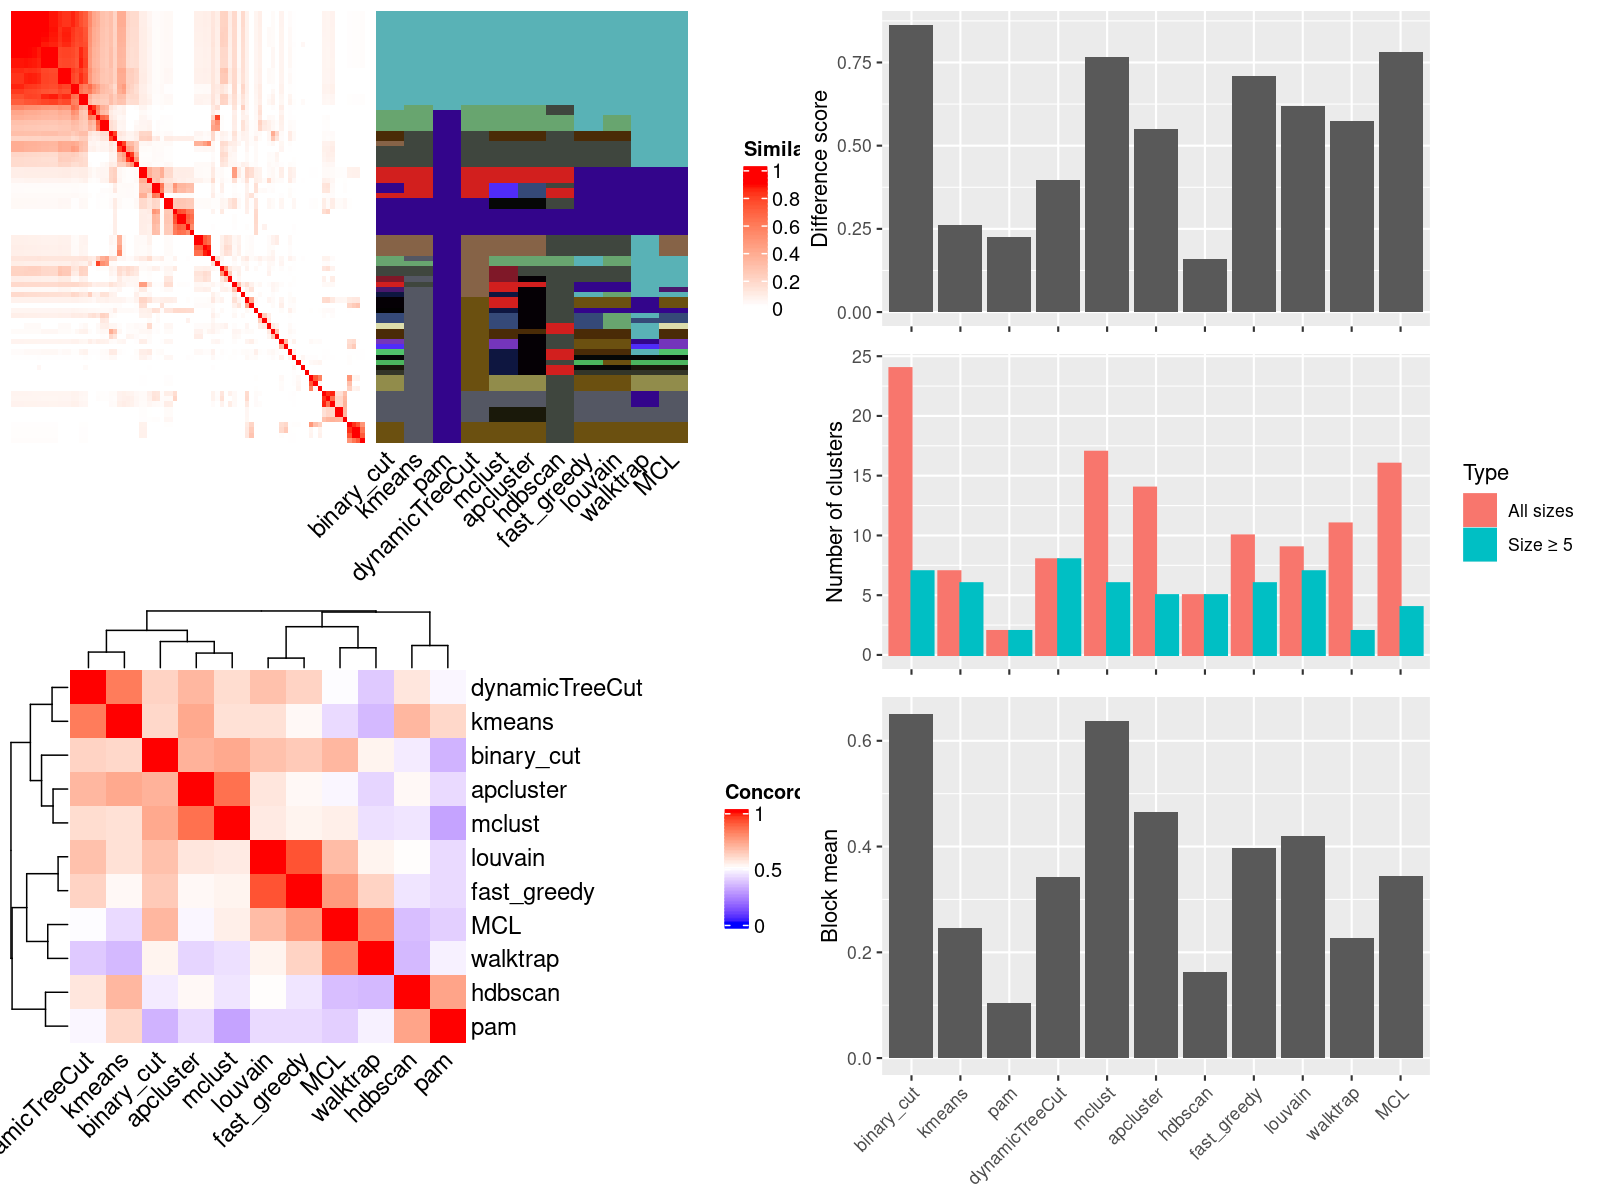 Simila
1
0.8
0.6
0.4
0.2
0
binary_cut
kmeans
pam
dynamicTreeCut
mclust
apcluster
hdbscan
fast_greedy
louvain
walktrap
MCL
dynamicTreeCut
kmeans
binary_cut
apcluster
mclust
louvain
fast_greedy
MCL
walktrap
hdbscan
pam
Concord
1
0.5
0
amicTreeCut
kmeans
binary_cut
apcluster
mclust
louvain
fast_greedy
MCL
walktrap
hdbscan
pam
Difference score
0.75
0.50
0.25
0.00
Number of clusters
25
20
15
10
5
0
Type
All sizes
Size ≥ 5
Block mean
0.6
0.4
0.2
0.0
binary_cut
kmeans
pam
dynamicTreeCut
mclust
apcluster
hdbscan
fast_greedy
louvain
walktrap
MCL